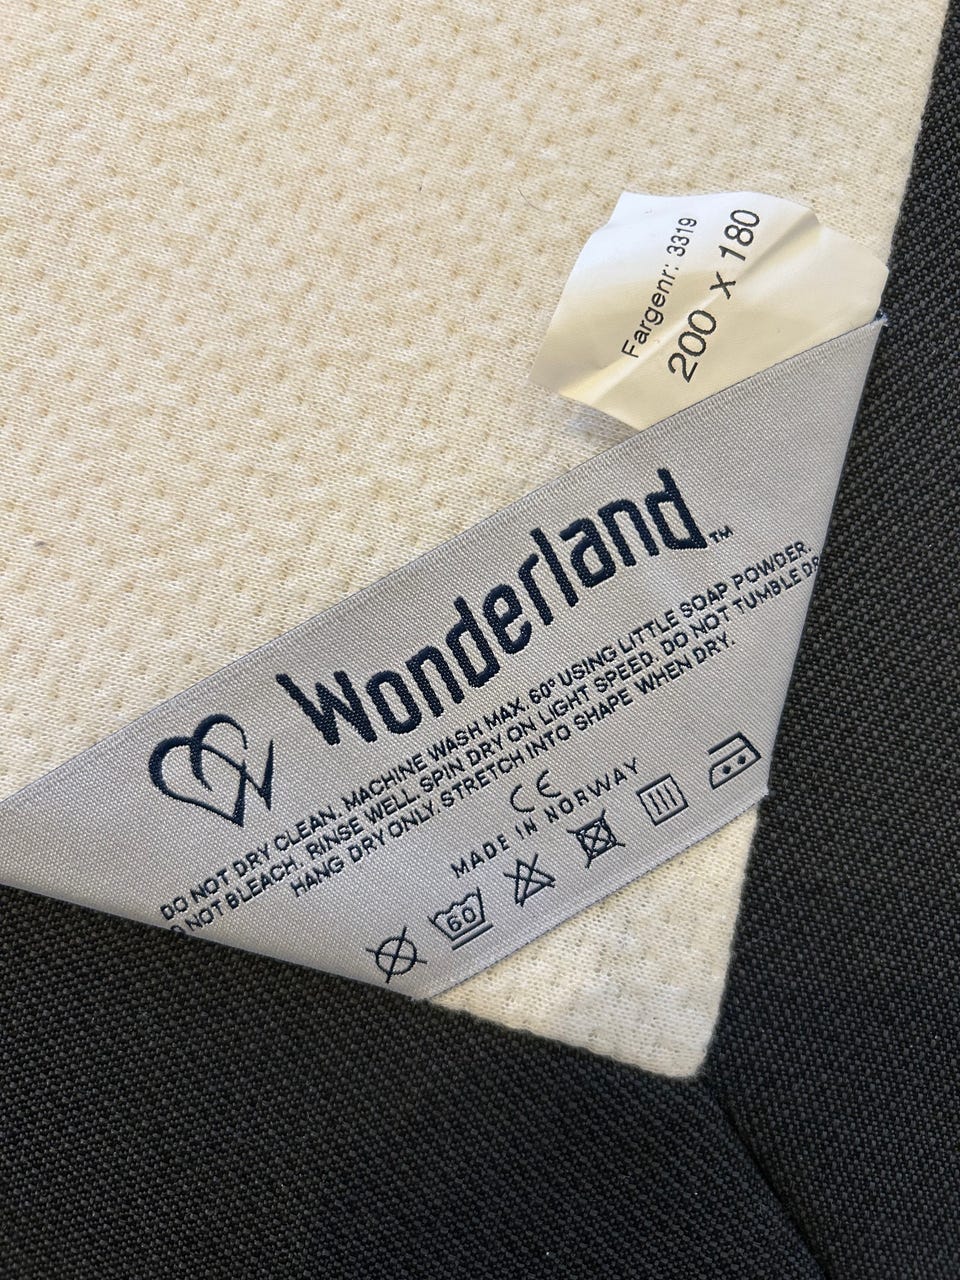 Fargenr: 3319
200 x 180
Wonderland™
DO NOT DRY CLEAN. MACHINE WASH MAX. 60° USING LITTLE SOAP POWDER.
NOT BLEACH. RINSE WELL. SPIN DRY ON LIGHT SPEED. DO NOT TUMBLE
HANG DRY ONLY. STRETCH INTO SHAPE WHEN DRY.
CE
MADE IN NORWAY
60